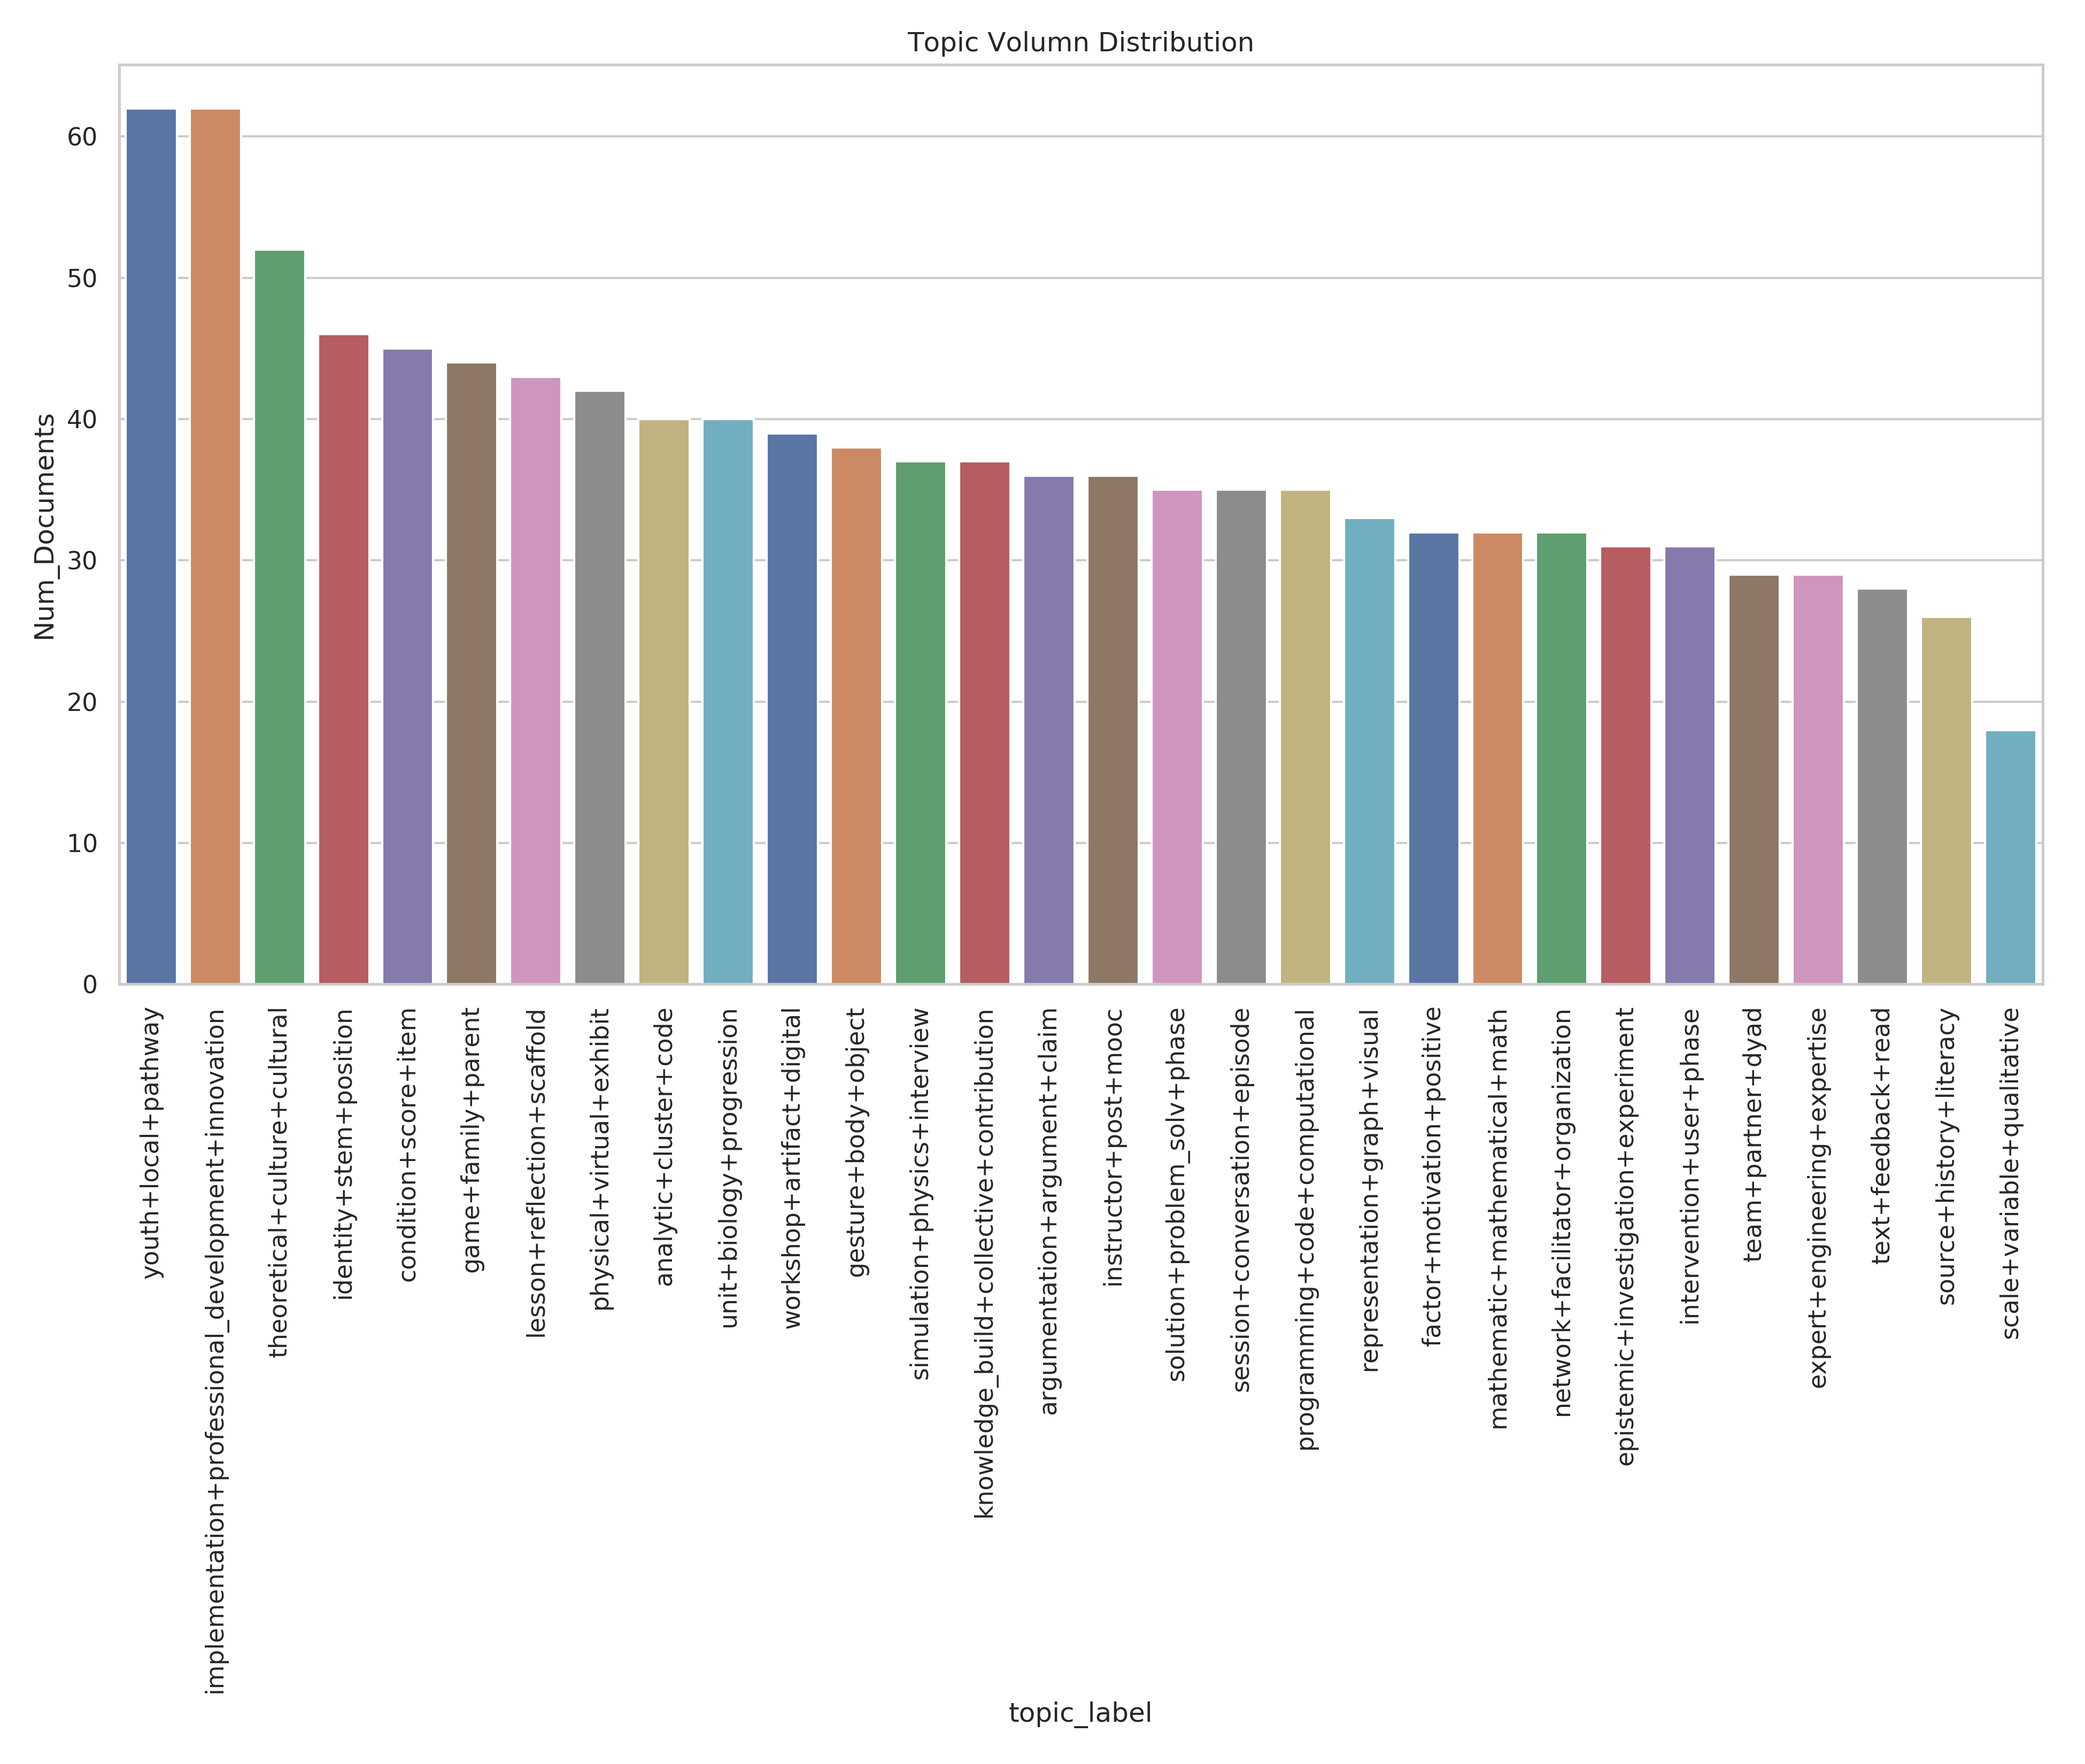 Topic Volumn Distribution
Num_Documents
60
50
40
30
20
10
0
youth+local+pathway
implementation+professional_development+innovation
theoretical+culture+cultural
identity+stem+position
condition+score+item
game+family+parent
lesson+reflection+scaffold
physical+virtual+exhibit
analytic+cluster+code
unit+biology+progression
workshop+artifact+digital
gesture+body+object
simulation+physics+interview
knowledge_build+collective+contribution
argumentation+argument+claim
instructor+post+mooc
solution+problem_solv+phase
session+conversation+episode
programming+code+computational
representation+graph+visual
factor+motivation+positive
mathematic+mathematical+math
network+facilitator+organization
epistemic+investigation+experiment
intervention+user+phase
team+partner+dyad
expert+engineering+expertise
text+feedback+read
source+history+literacy
scale+variable+qualitative
topic_label